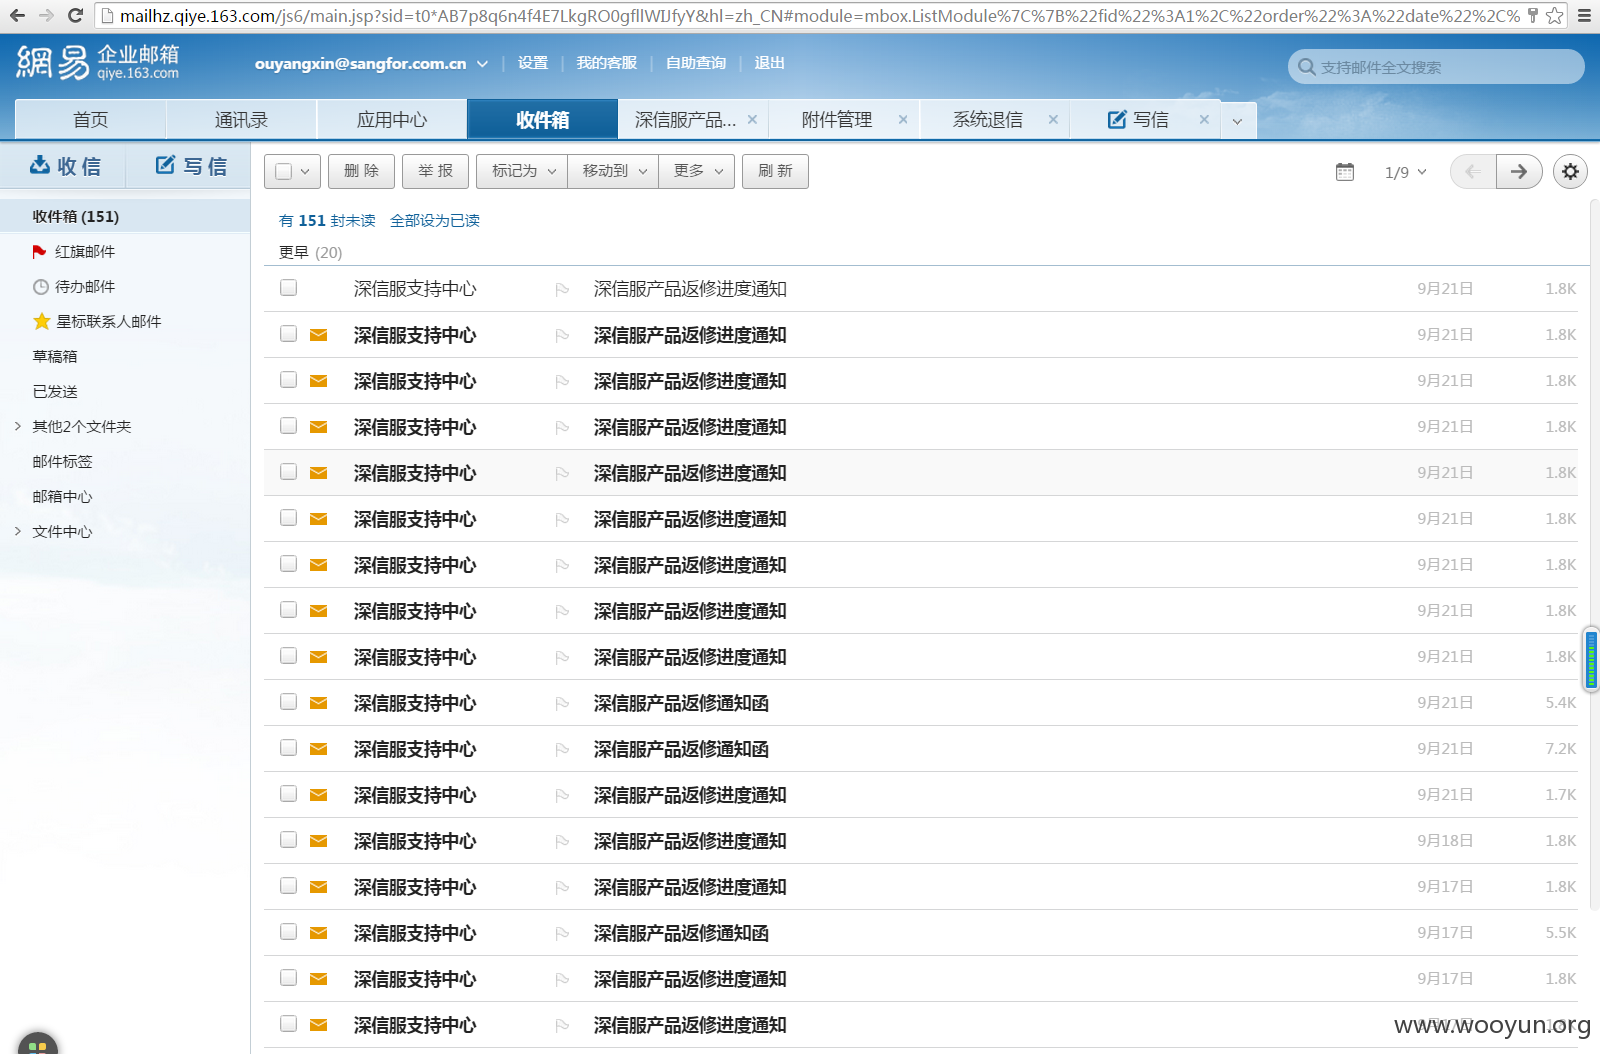 mailhz.qiye.163.com/js6/main.jsp?sid=t0*AB7p8q6n4f4E7LkgRO0gfllWIJfyY&hl=zh_CN#module=mbox.ListModule%7C%7B%22fid%22%3A1%2C%22order%22%3A%22date%22%2C%
網易 企业邮箱 qiye.163.com
ouyangxin@sangfor.com.cn 设置 我的客服 自助查询 退出
支持邮件全文搜索
首页 通讯录 应用中心 收件箱 深信服产品... × 附件管理 × 系统退信 × 写信 ×
收信 写信
删 除 举 报 标记为 移动到 更多 刷 新 1/9
收件箱 (151)
红旗邮件
待办邮件
星标联系人邮件
草稿箱
已发送
其他2个文件夹
邮件标签
邮箱中心
文件中心
有 151 封未读 全部设为已读
更早 (20)
深信服支持中心 深信服产品返修进度通知 9月21日 1.8K
深信服支持中心 深信服产品返修进度通知 9月21日 1.8K
深信服支持中心 深信服产品返修进度通知 9月21日 1.8K
深信服支持中心 深信服产品返修进度通知 9月21日 1.8K
深信服支持中心 深信服产品返修进度通知 9月21日 1.8K
深信服支持中心 深信服产品返修进度通知 9月21日 1.8K
深信服支持中心 深信服产品返修进度通知 9月21日 1.8K
深信服支持中心 深信服产品返修进度通知 9月21日 1.8K
深信服支持中心 深信服产品返修进度通知 9月21日 1.8K
深信服支持中心 深信服产品返修通知函 9月21日 5.4K
深信服支持中心 深信服产品返修通知函 9月21日 7.2K
深信服支持中心 深信服产品返修进度通知 9月21日 1.7K
深信服支持中心 深信服产品返修进度通知 9月18日 1.8K
深信服支持中心 深信服产品返修进度通知 9月17日 1.8K
深信服支持中心 深信服产品返修通知函 9月17日 5.5K
深信服支持中心 深信服产品返修进度通知 9月17日 1.8K
深信服支持中心 深信服产品返修进度通知
www.wooyun.org